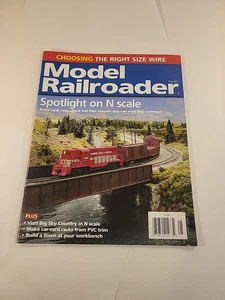 CHOOSING THE RIGHT SIZE WIRE
Model
Railroader
Spotlight on N scale
PLUS
• Visit Big Sky Country in N scale
• Make car card racks from PVC trim
• Build a town at your workbench